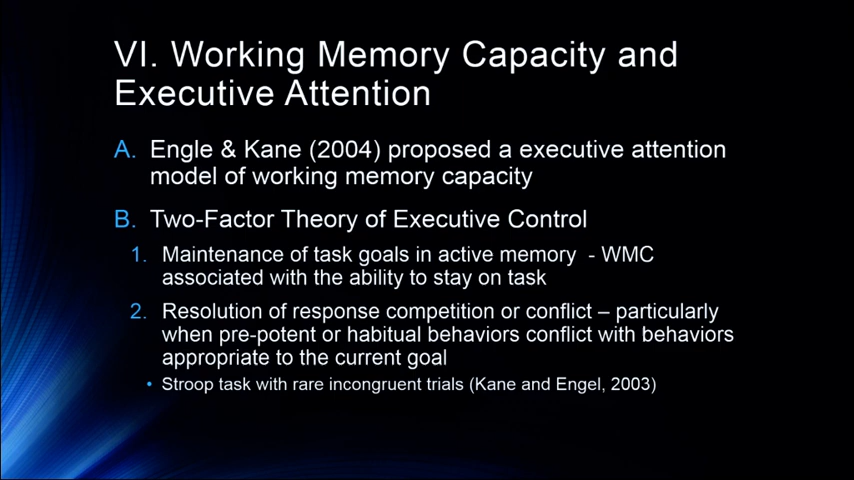 VI. Working Memory Capacity and
Executive Attention
A. Engle & Kane (2004) proposed a executive attention
model of working memory capacity
B. Two-Factor Theory of Executive Control
1. Maintenance of task goals in active memory - WMC
associated with the ability to stay on task
2. Resolution of response competition or conflict – particularly
when pre-potent or habitual behaviors conflict with behaviors
appropriate to the current goal
• Stroop task with rare incongruent trials (Kane and Engel, 2003)